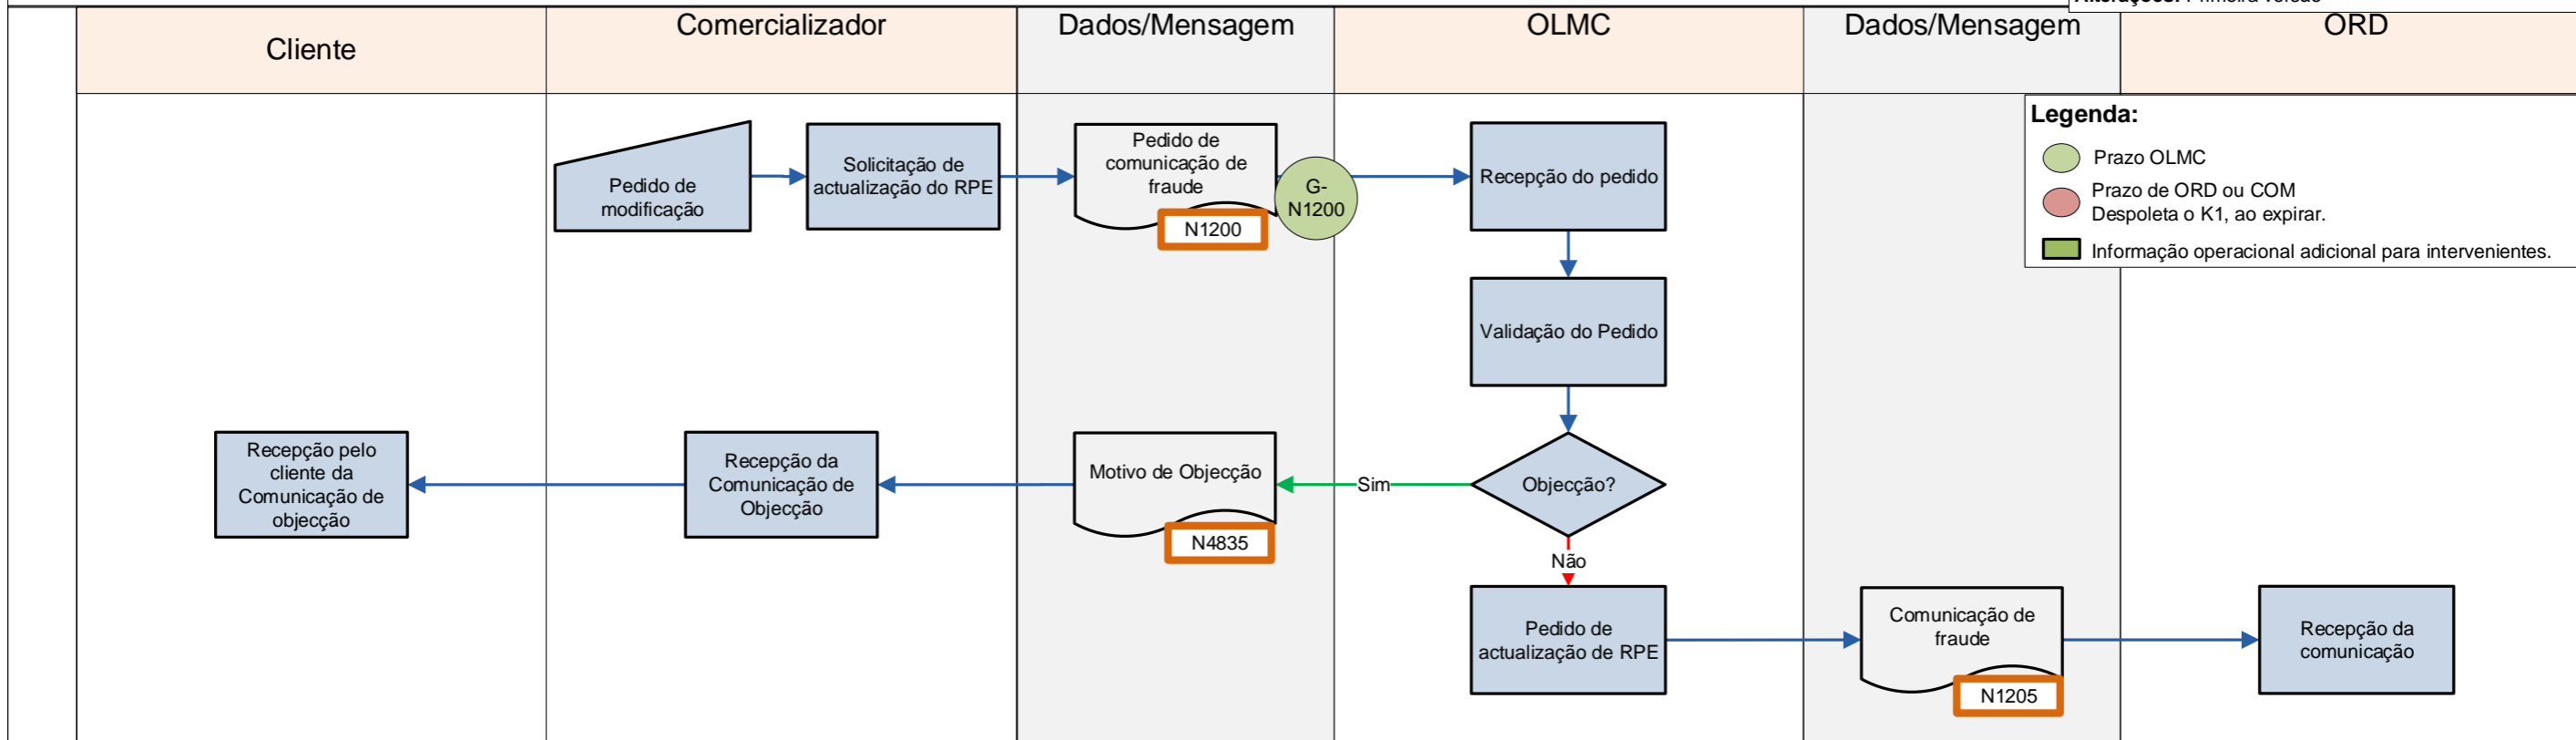 Alterações: Primeira versão
Cliente
Comercializador
Dados/Mensagem
OLMC
Dados/Mensagem
ORD
Legenda:
Prazo OLMC
Prazo de ORD ou COM
Despoleta o K1, ao expirar.
Informação operacional adicional para intervenientes.
Pedido de
modificação
Solicitação de
actualização do RPE
Pedido de
comunicação de
fraude
N1200
G-
N1200
Recepção do pedido
Validação do Pedido
Objecção?
Sim
Motivo de Objecção
N4835
Recepção da
Comunicação de
Objecção
Recepção pelo
cliente da
Comunicação de
objecção
Não
Pedido de
actualização de RPE
Comunicação de
fraude
N1205
Recepção da
comunicação